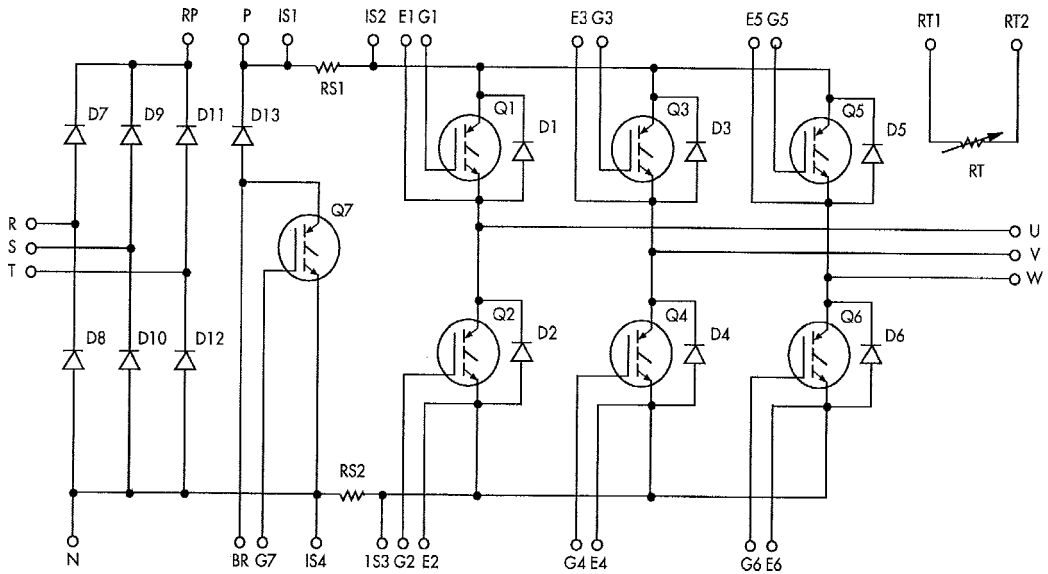 RP P IS1 IS2 E1 G1 E3 G3 E5 G5 RT1 RT2
RS1
D7 D9 D11 D13 Q1 D1 Q3 D3 Q5 D5
RT
R
S
T
Q7
U
V
W
D8 D10 D12 Q2 D2 Q4 D4 Q6 D6
RS2
N BR G7 IS4 1S3 G2 E2 G4 E4 G6 E6